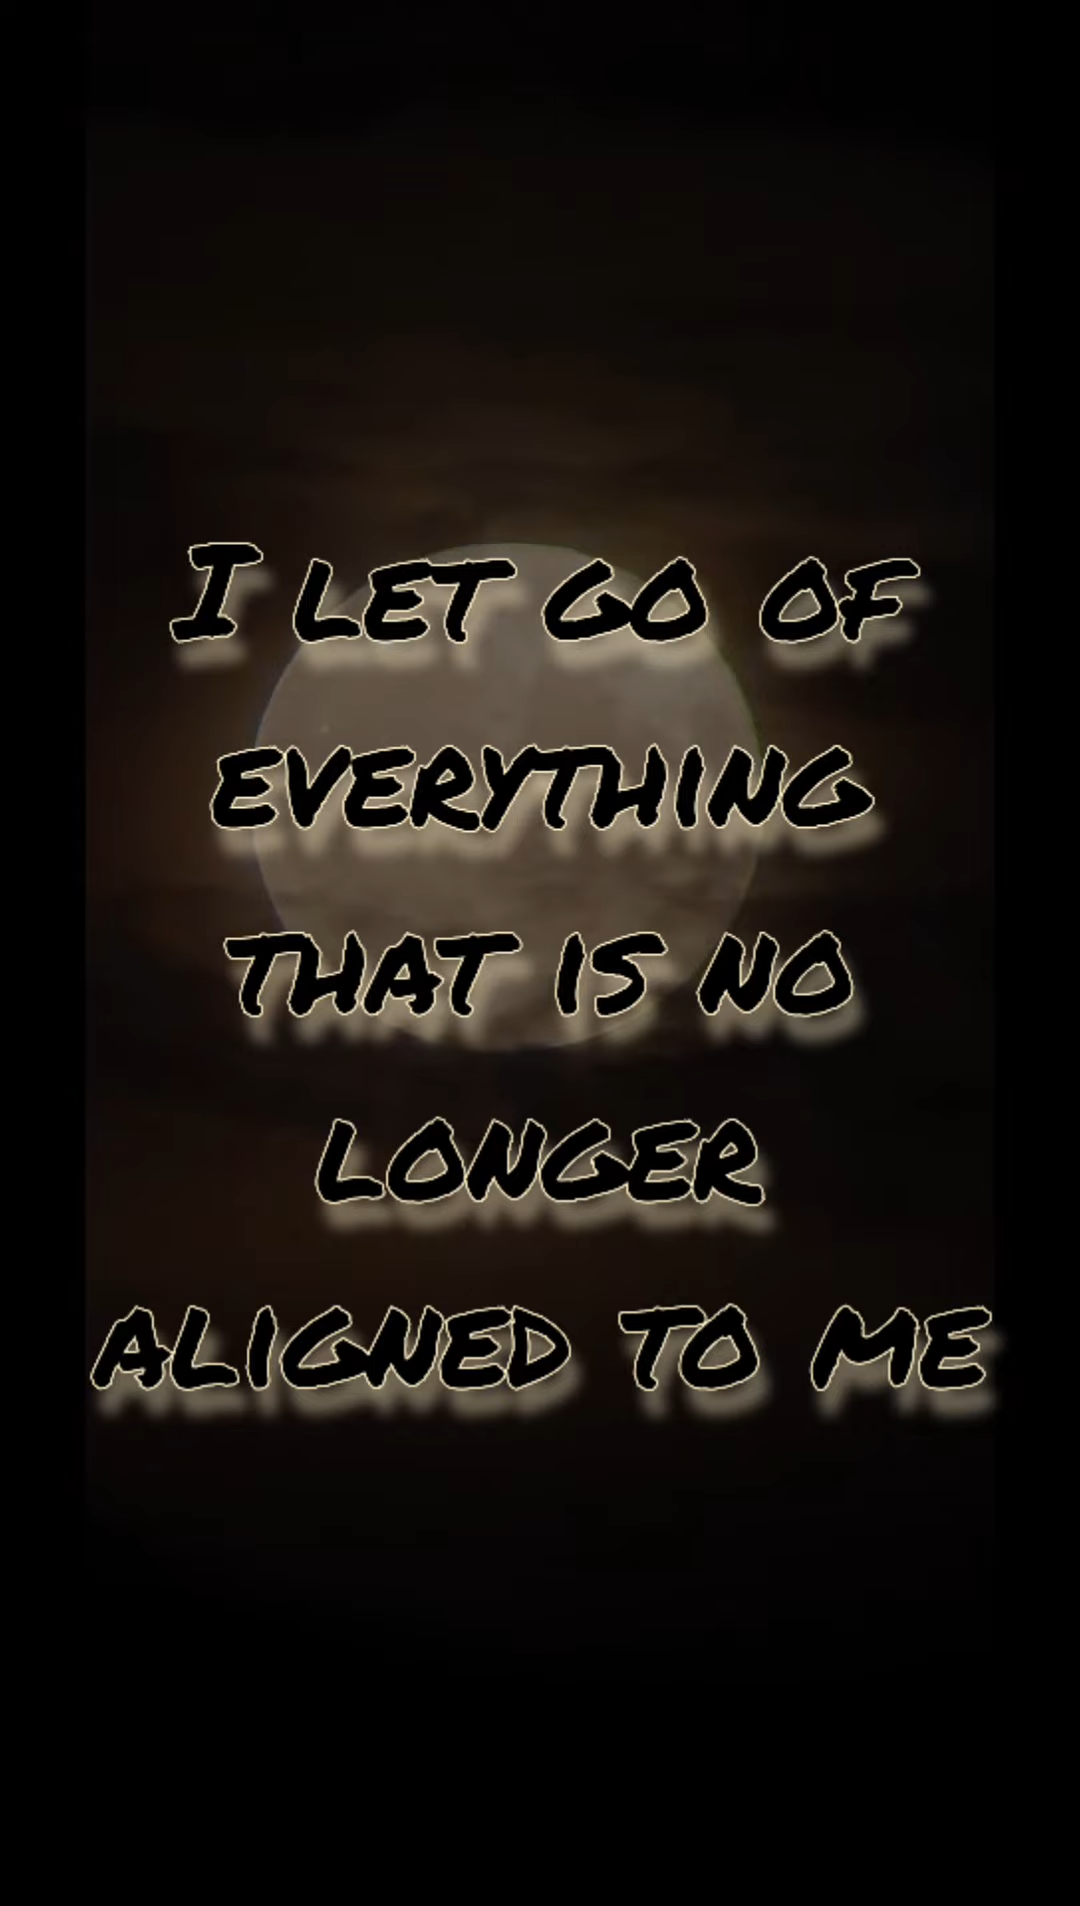 I LET GO OF
EVERYTHING
THAT IS NO
LONGER
ALIGNED TO ME